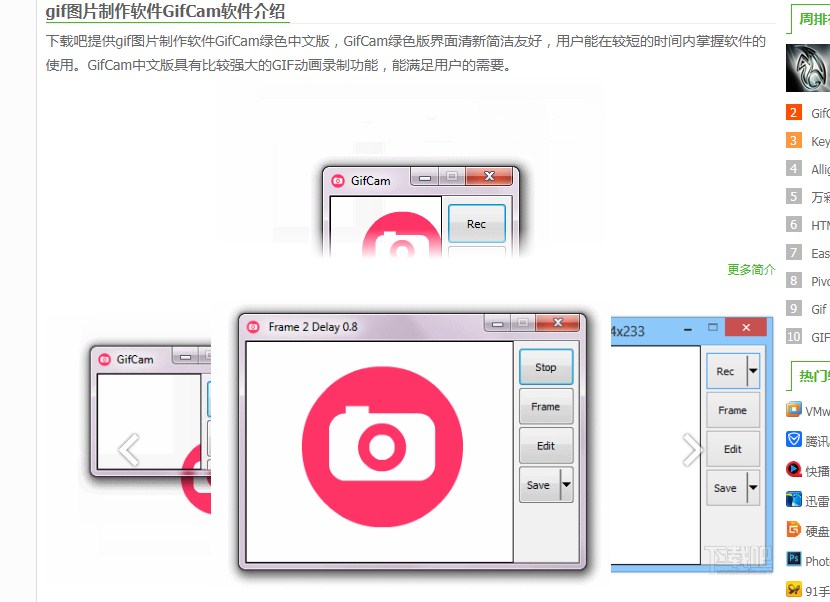 gif图片制作软件GifCam软件介绍
下载吧提供gif图片制作软件GifCam绿色中文版，GifCam绿色版界面清新简洁友好，用户能在较短的时间内掌握软件的
使用。GifCam中文版具有比较强大的GIF动画录制功能，能满足用户的需要。
GifCam
Rec
更多简介
GifCam
Frame 2 Delay 0.8
Stop
Frame
Edit
Save
4x233
Rec
Frame
Edit
Save
下载吧
周排
2 GifC
3 Key
4 Allig
5 万彩
6 HTM
7 Eas
8 Pivo
9 Gif
10 GIF
热门
VMw
腾讯
快播
迅雷
硬盘
Ps Phot
91手